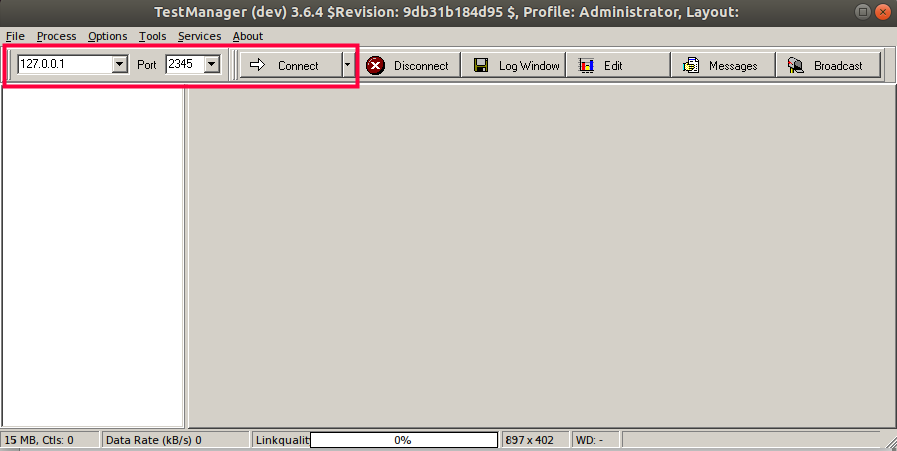 TestManager (dev) 3.6.4 $Revision: 9db31b184d95 $, Profile: Administrator, Layout:
File Process Options Tools Services About
127.0.0.1 Port 2345 Connect Disconnect Log Window Edit Messages Broadcast
15 MB, Ctls: 0 Data Rate (kB/s) 0 Linkquality 0% 897 x 402 WD: -